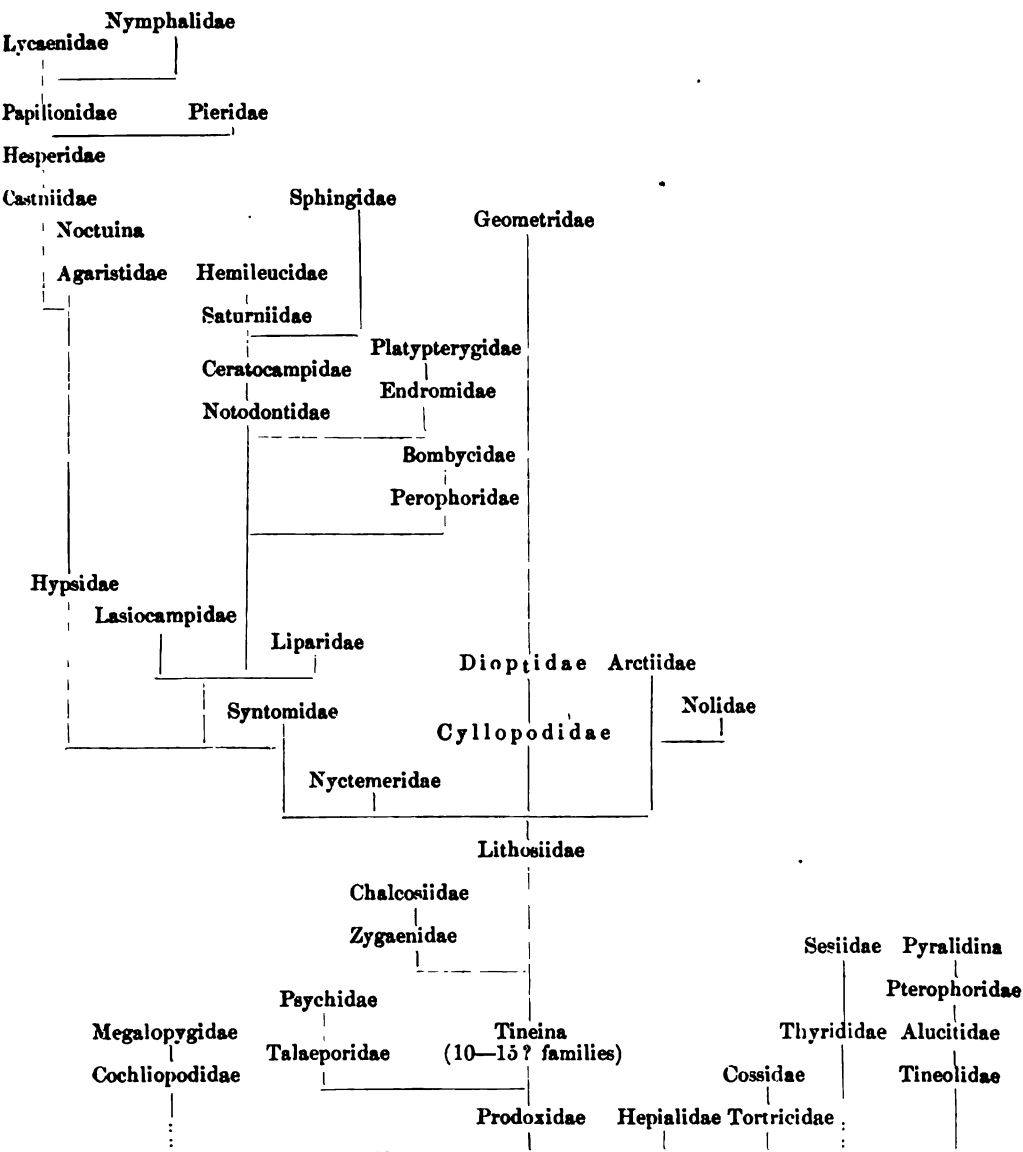 Nymphalidae
Lycaenidae
Papilionidae Pieridae
Hesperidae
Castniidae Sphingidae
Geometridae
Noctuina
Agaristidae Hemileucidae
Saturniidae
Platypterygidae
Ceratocampidae
Endromidae
Notodontidae
Bombycidae
Perophoridae
Hypsidae
Lasiocampidae
Liparidae
Dioptidae Arctiidae
Nolidae
Syntomidae
Cyllopodidae
Nyctemeridae
Lithosiidae
Chalcosiidae
Zygaenidae
Sesiidae Pyralidina
Pterophoridae
Psychidae
Megalopygidae Tineina Thyrididae Alucitidae
Talaeporidae (10—15? families)
Cochliopodidae Cossidae Tineolidae
Prodoxidae Hepialidae Tortricidae